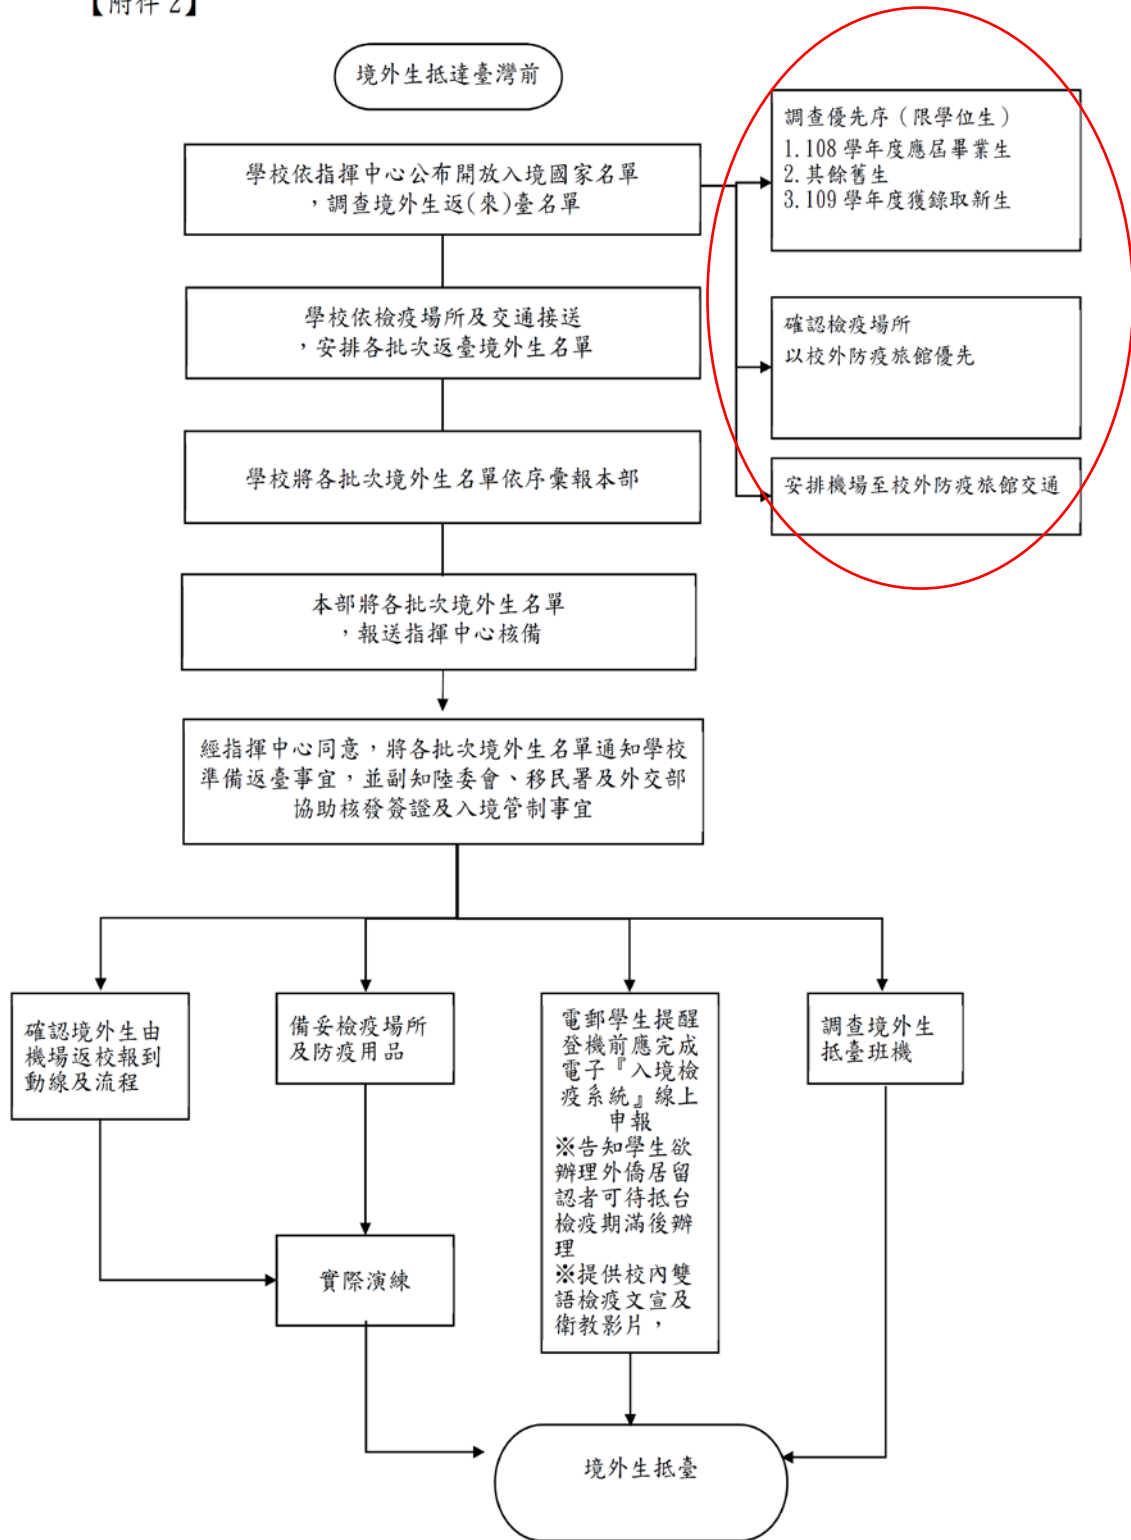 【附件 2】
境外生抵達臺灣前
學校依指揮中心公布開放入境國家名單
，調查境外生返(來)臺名單
調查優先序（限學位生）
1.108 學年度應屆畢業生
2.其餘舊生
3.109 學年度獲錄取新生
學校依檢疫場所及交通接送
，安排各批次返臺境外生名單
確認檢疫場所
以校外防疫旅館優先
學校將各批次境外生名單依序彙報本部
安排機場至校外防疫旅館交通
本部將各批次境外生名單
，報送指揮中心核備
經指揮中心同意，將各批次境外生名單通知學校
準備返臺事宜，並副知陸委會、移民署及外交部
協助核發簽證及入境管制事宜
確認境外生由
機場返校報到
動線及流程
備妥檢疫場所
及防疫用品
電郵學生提醒
登機前應完成
電子『入境檢
疫系統』線上
申報
※告知學生欲
辦理外僑居留
認者可待抵台
檢疫期滿後辦
理
※提供校內雙
語檢疫文宣及
衛教影片，
調查境外生
抵臺班機
實際演練
境外生抵臺